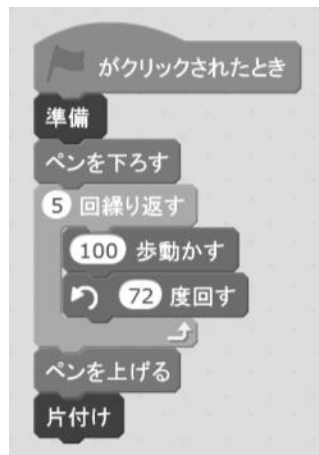 がクリックされたとき
準備
ペンを下ろす
5 回繰り返す
100 歩動かす
72 度回す
ペンを上げる
片付け